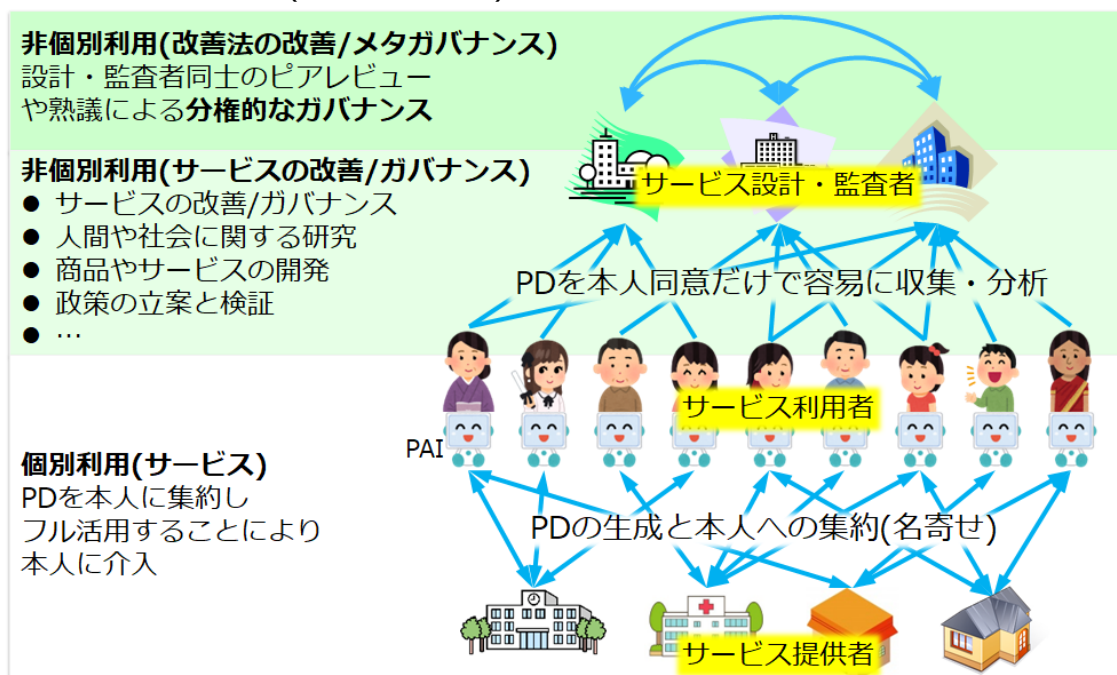 非個別利用(改善法の改善/メタガバナンス)
設計・監査者同士のピアレビュー
や熟議による分権的なガバナンス
非個別利用(サービスの改善/ガバナンス)
● サービスの改善/ガバナンス
● 人間や社会に関する研究
● 商品やサービスの開発
● 政策の立案と検証
● …
サービス設計・監査者
PDを本人同意だけで容易に収集・分析
サービス利用者
PAI
個別利用(サービス)
PDを本人に集約し
フル活用することにより
本人に介入
PDの生成と本人への集約(名寄せ)
サービス提供者